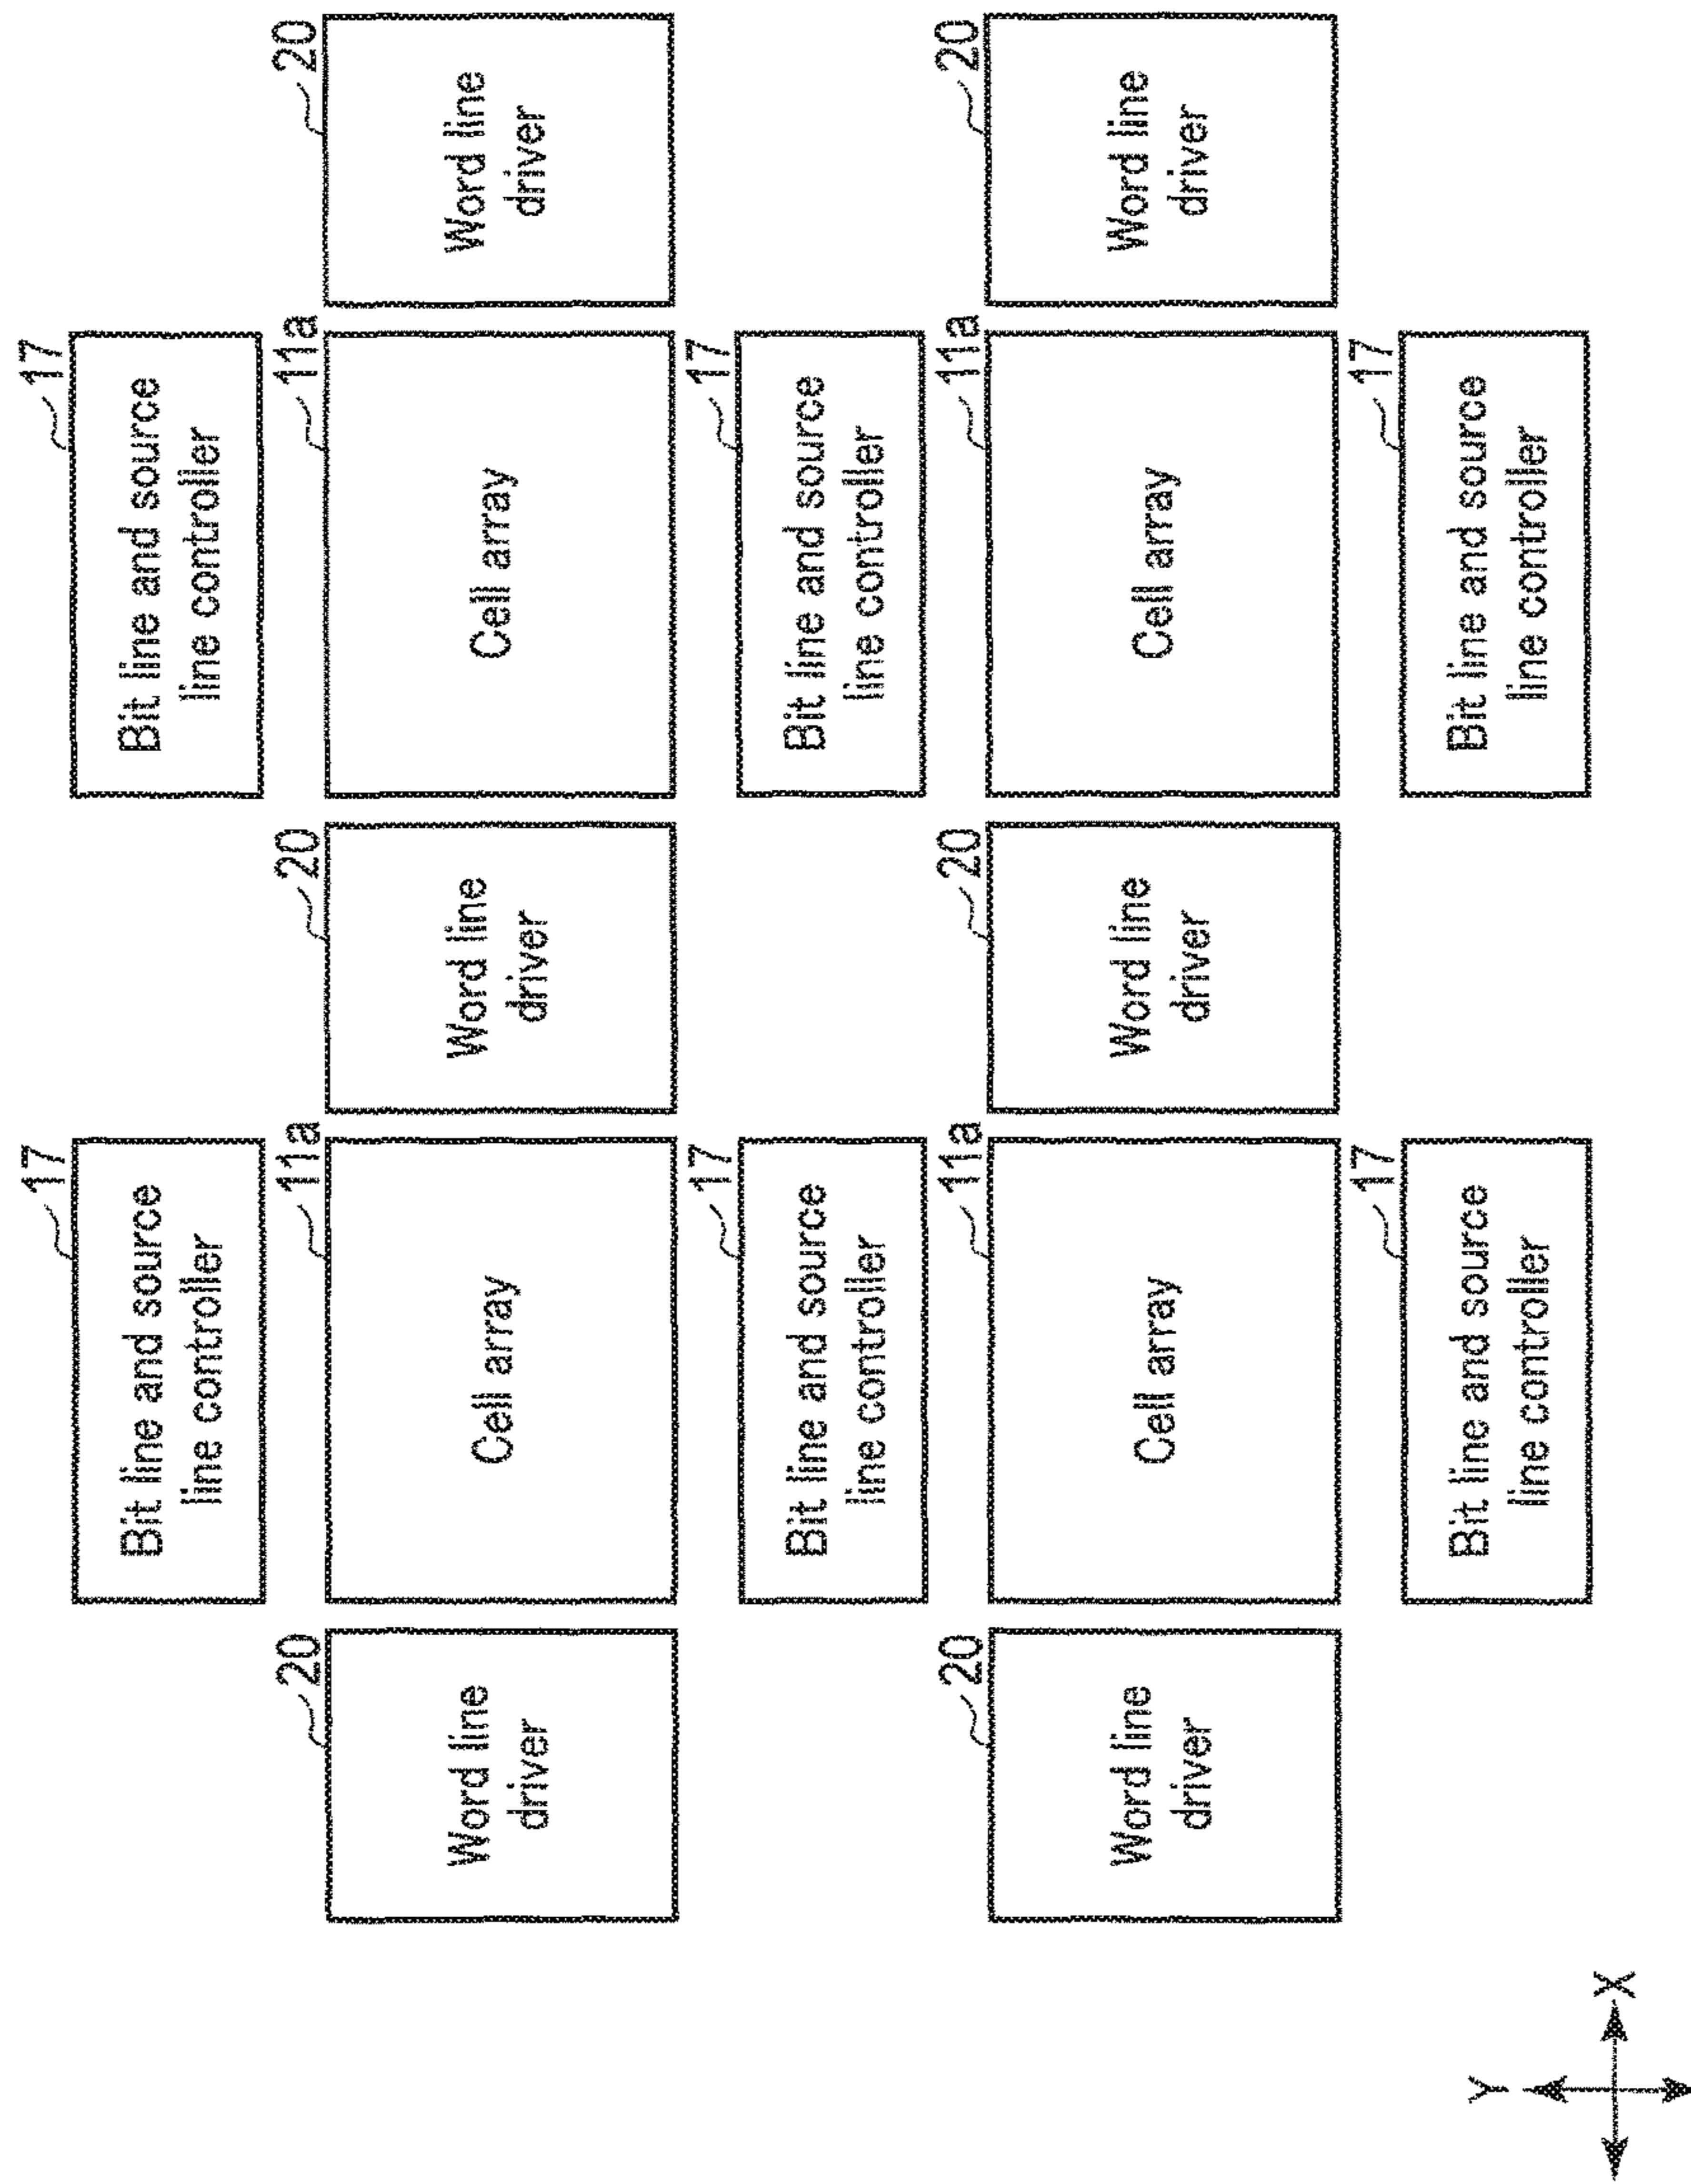 17
Bit line and source
line controller
17
Bit line and source
line controller
20
Word line
driver
11a
Cell array
20
Word line
driver
11a
Cell array
20
Word line
driver
17
Bit line and source
line controller
17
Bit line and source
line controller
20
Word line
driver
11a
Cell array
20
Word line
driver
11a
Cell array
20
Word line
driver
17
Bit line and source
line controller
17
Bit line and source
line controller
Y
X